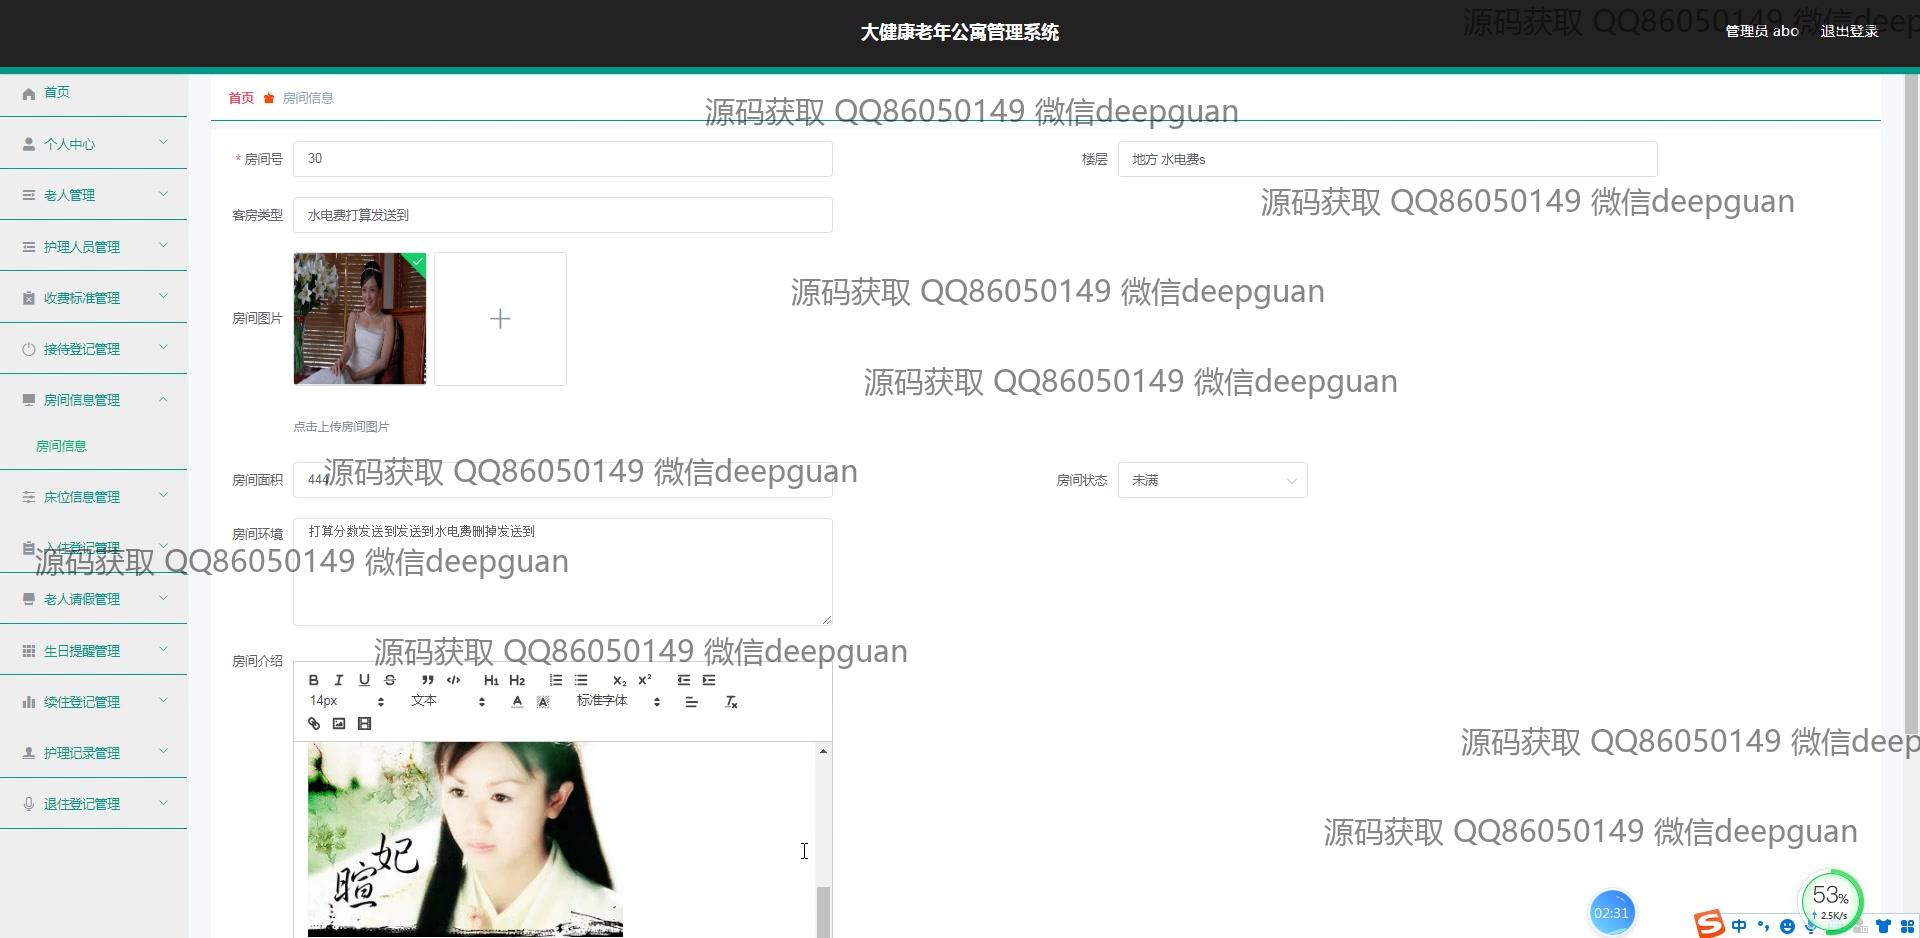 大健康老年公寓管理系统
源码获取 QQ86050149 微信deep
管理员 abo 退出登录
首页
个人中心
老人管理
护理人员管理
收费标准管理
接待登记管理
房间信息管理
房间信息
床位信息管理
入住登记管理
老人请假管理
生日提醒管理
续住登记管理
护理记录管理
退住登记管理
首页 房间信息
源码获取 QQ86050149 微信deepguan
* 房间号 30
楼层 地方 水电费s
源码获取 QQ86050149 微信deepguan
客房类型 水电费打算发送到
源码获取 QQ86050149 微信deepguan
房间图片
源码获取 QQ86050149 微信deepguan
点击上传房间图片
房间面积 444
源码获取 QQ86050149 微信deepguan
房间状态 未满
房间环境 打算分数发送到发送到水电费删掉发送到
源码获取 QQ86050149 微信deepguan
源码获取 QQ86050149 微信deepguan
房间介绍
B I U S H1 H2 X₂ X²
14px 文本 A A 标准字体 Tx
妃
暄
源码获取 QQ86050149 微信deep
源码获取 QQ86050149 微信deepguan
02:31
53%
2.5K/s
S 中